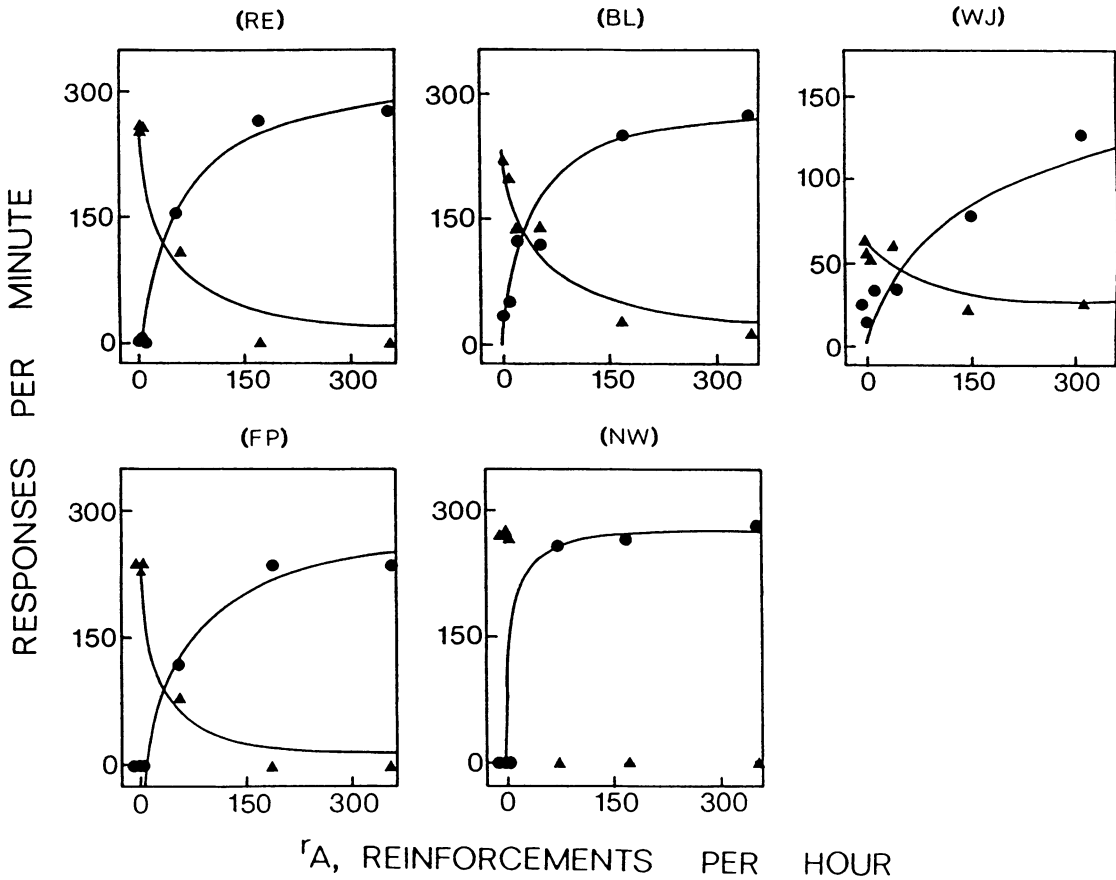 (RE) (BL) (WJ)
300 300 150
100
150 150
50
0 0 0
0 150 300 0 150 300 0 150 300
(FP) (NW)
300 300
150 150
0 0
0 150 300 0 150 300
RESPONSES PER MINUTE
rA, REINFORCEMENTS PER HOUR